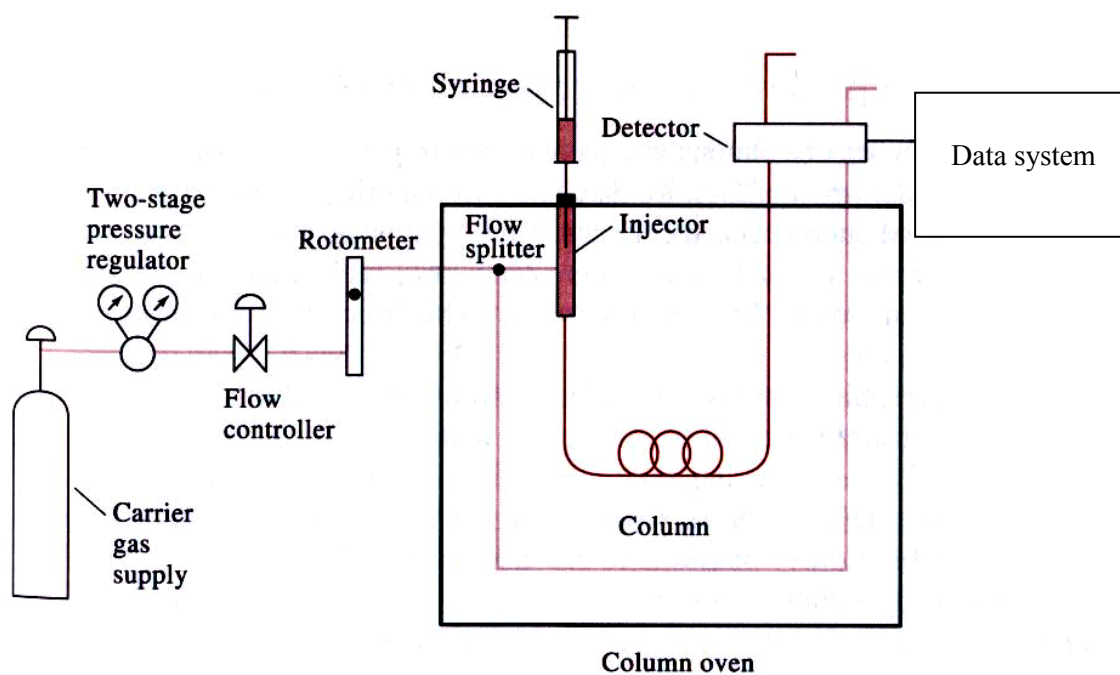 Syringe
Detector
Data system
Two-stage
pressure
regulator
Rotometer
Flow
splitter
Injector
Flow
controller
Carrier
gas
supply
Column
Column oven